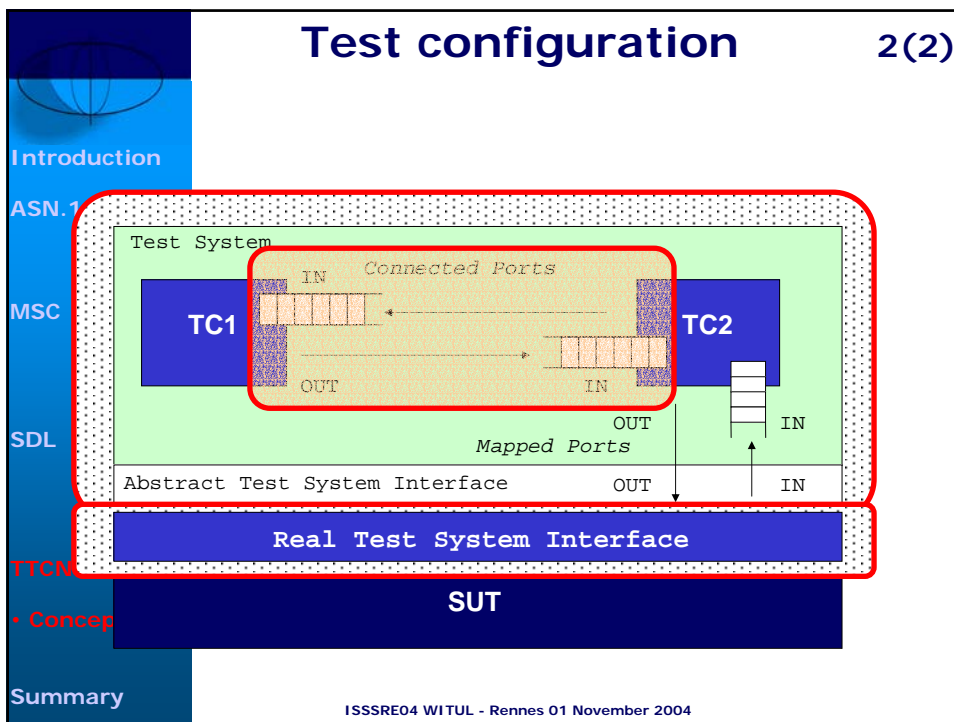 Test configuration 2(2)
Introduction
ASN.1
MSC
SDL
TTCN
• Concep
Summary
Test System
IN Connected Ports
TC1 TC2
OUT IN
OUT IN
Mapped Ports
Abstract Test System Interface OUT IN
Real Test System Interface
SUT
ISSSRE04 WITUL - Rennes 01 November 2004